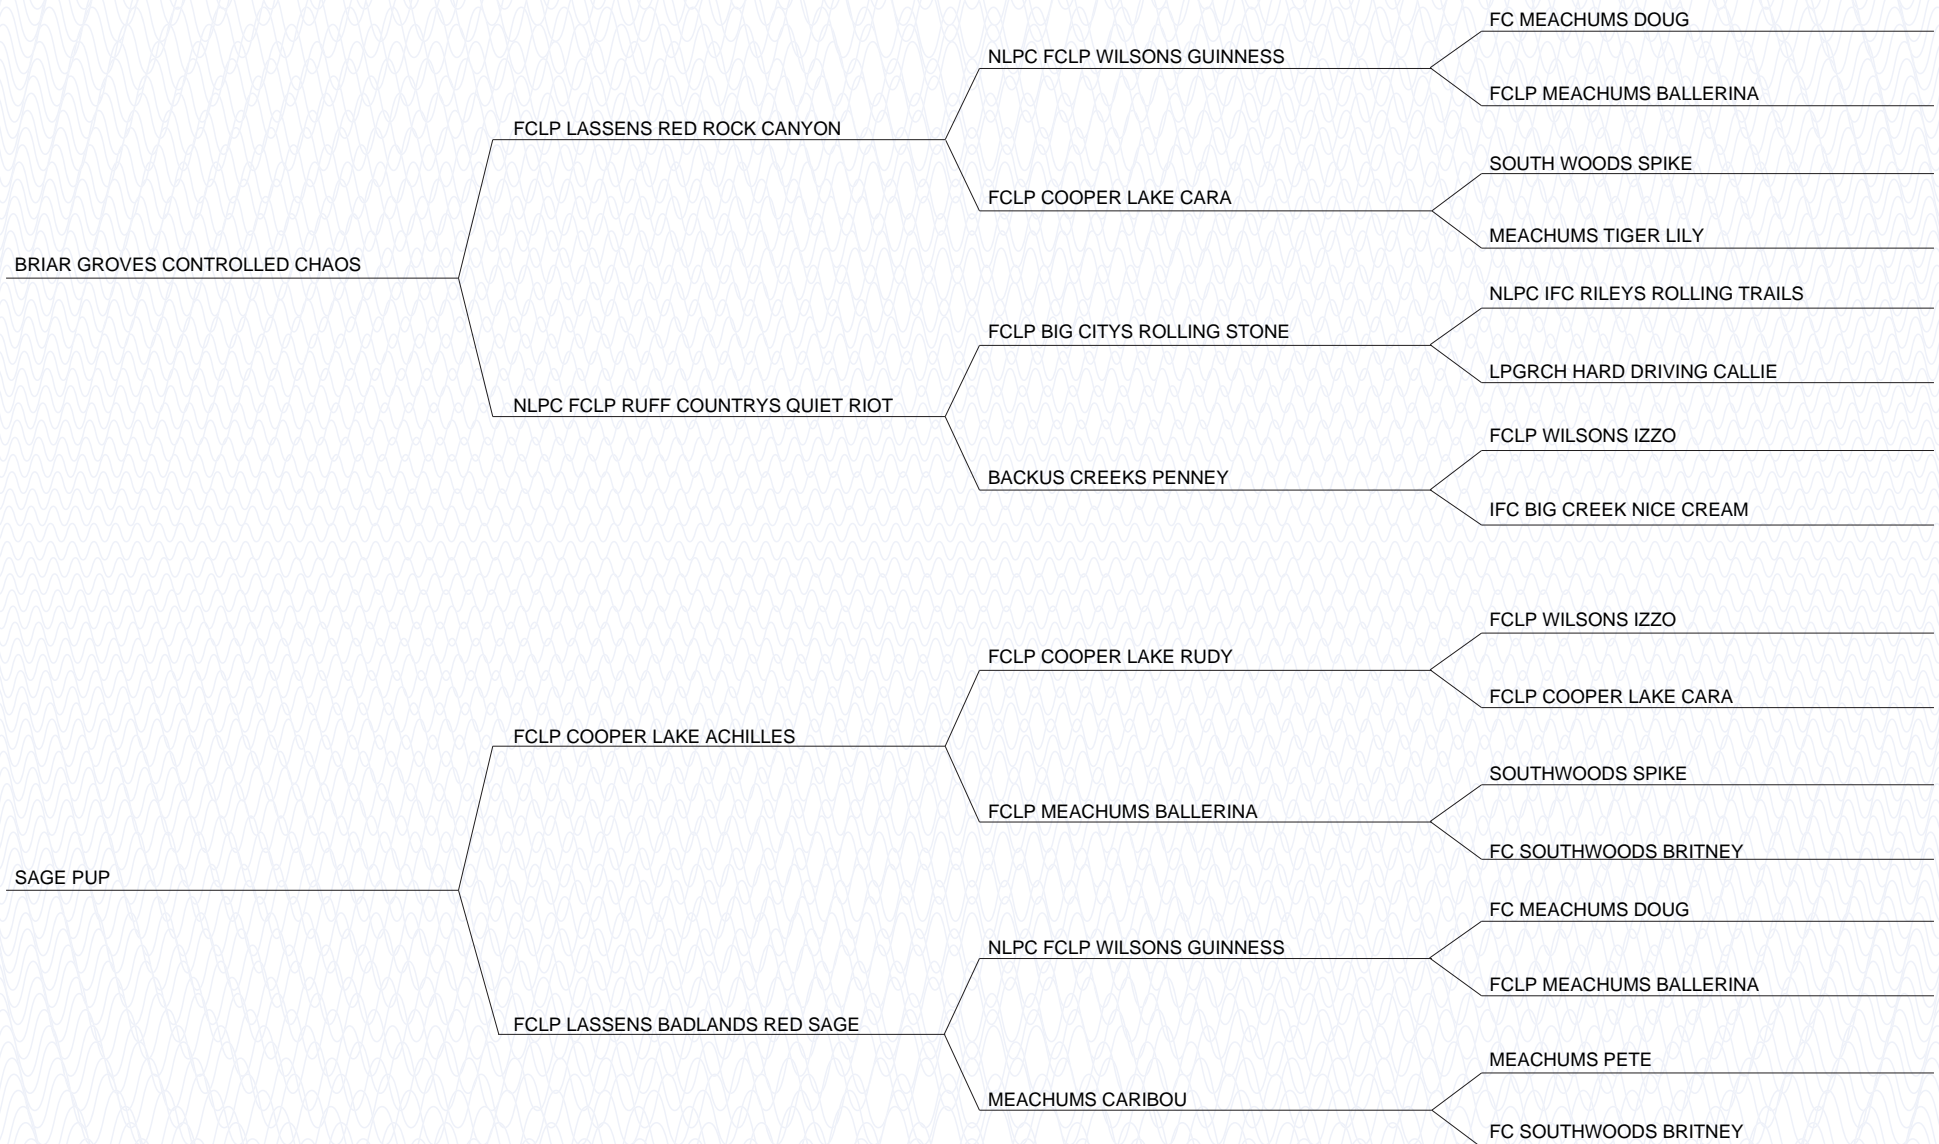 FC MEACHUMS DOUG
NLPC FCLP WILSONS GUINNESS
FCLP MEACHUMS BALLERINA
FCLP LASSENS RED ROCK CANYON
SOUTH WOODS SPIKE
FCLP COOPER LAKE CARA
MEACHUMS TIGER LILY
BRIAR GROVES CONTROLLED CHAOS
NLPC IFC RILEYS ROLLING TRAILS
FCLP BIG CITYS ROLLING STONE
LPGRCH HARD DRIVING CALLIE
NLPC FCLP RUFF COUNTRYS QUIET RIOT
FCLP WILSONS IZZO
BACKUS CREEKS PENNEY
IFC BIG CREEK NICE CREAM
FCLP WILSONS IZZO
FCLP COOPER LAKE RUDY
FCLP COOPER LAKE CARA
FCLP COOPER LAKE ACHILLES
SOUTHWOODS SPIKE
FCLP MEACHUMS BALLERINA
FC SOUTHWOODS BRITNEY
SAGE PUP
FC MEACHUMS DOUG
NLPC FCLP WILSONS GUINNESS
FCLP MEACHUMS BALLERINA
FCLP LASSENS BADLANDS RED SAGE
MEACHUMS PETE
MEACHUMS CARIBOU
FC SOUTHWOODS BRITNEY